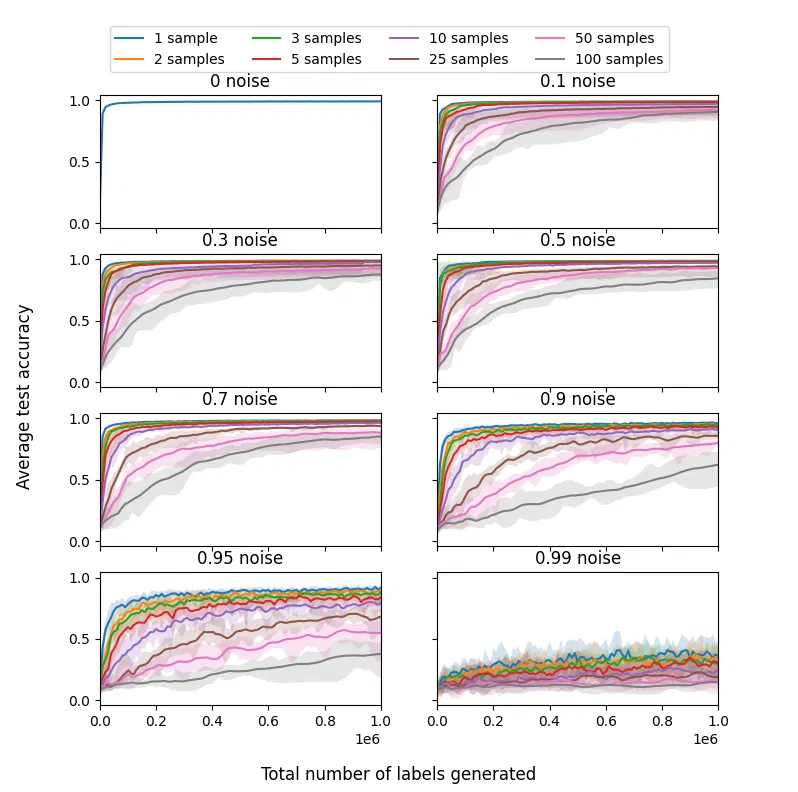 1 sample 3 samples 10 samples 50 samples
2 samples 5 samples 25 samples 100 samples
0 noise 0.1 noise
1.0
0.5
0.0
0.3 noise 0.5 noise
1.0
0.5
0.0
0.7 noise 0.9 noise
1.0
0.5
0.0
0.95 noise 0.99 noise
1.0
0.5
0.0
0.0 0.2 0.4 0.6 0.8 1.0 0.0 0.2 0.4 0.6 0.8 1.0
1e6 1e6
Average test accuracy
Total number of labels generated